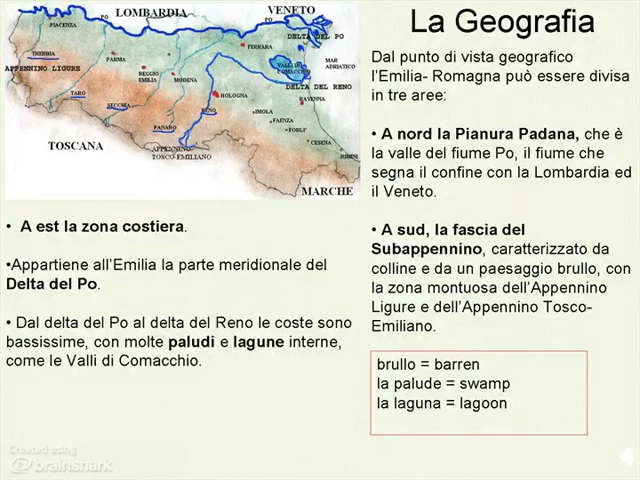 La Geografia
LOMBARDIA
VENETO
PIACENZA
PO
PO
DELTA DEL PO
TREBBIA
FERRARA
APPENNINO LIGURE
PARMA
VALLI DI
COMACCHIO
MAR
ADRIATICO
REGGIO
EMILIA
MODENA
DELTA DEL RENO
TARO
BOLOGNA
RAVENNA
SECCHIA
RENO
IMOLA
PANARO
FAENZA
FORLI'
TOSCANA
CESENA
APPENNINO
TOSCO-EMILIANO
RIMINI
MARCHE
Dal punto di vista geografico
l'Emilia- Romagna può essere divisa
in tre aree:
• A nord la Pianura Padana, che è
la valle del fiume Po, il fiume che
segna il confine con la Lombardia ed
il Veneto.
• A sud, la fascia del
Subappennino, caratterizzato da
colline e da un paesaggio brullo, con
la zona montuosa dell'Appennino
Ligure e dell'Appennino Tosco-
Emiliano.
• A est la zona costiera.
•Appartiene all'Emilia la parte meridionale del
Delta del Po.
• Dal delta del Po al delta del Reno le coste sono
bassissime, con molte paludi e lagune interne,
come le Valli di Comacchio.
brullo = barren
la palude = swamp
la laguna = lagoon
Created using
brainshark